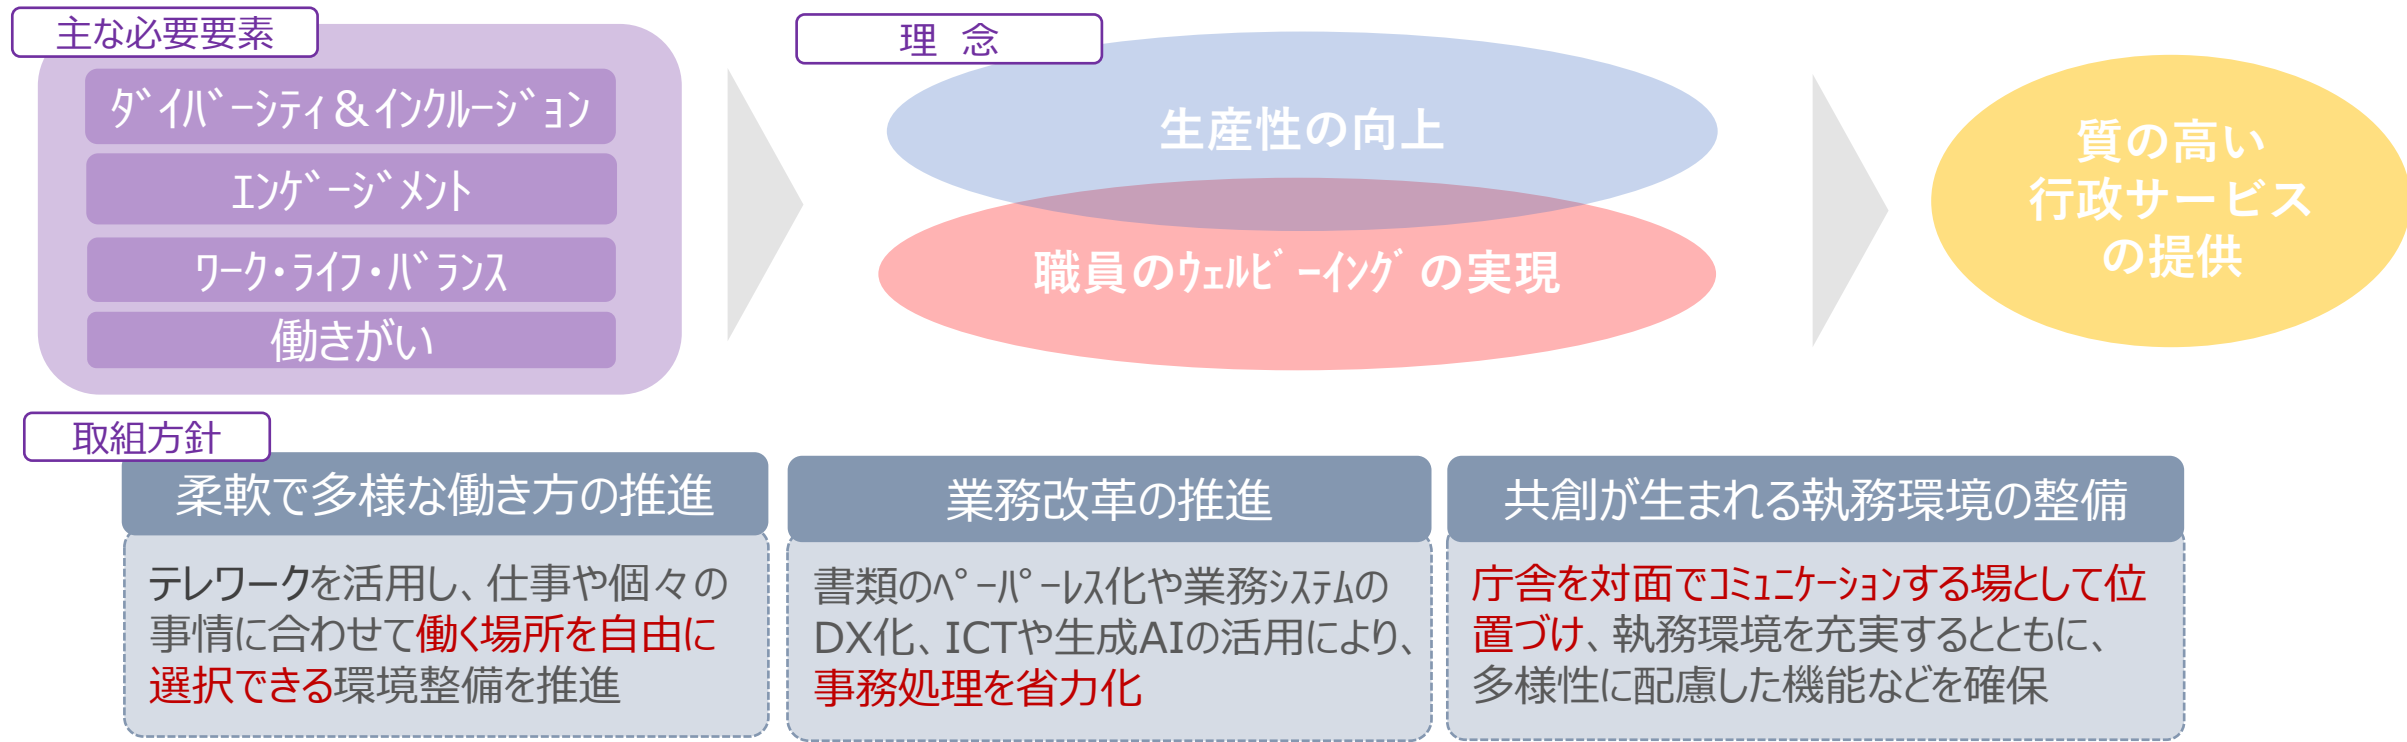 主な必要要素
ﾀﾞｲﾊﾞｰｼﾃｨ＆ｲﾝｸﾙｰｼﾞｮﾝ
ｴﾝｹﾞｰｼﾞﾒﾝﾄ
ﾜｰｸ・ﾗｲﾌ・ﾊﾞﾗﾝｽ
働きがい
理　念
生産性の向上
職員のｳｪﾙﾋﾞｰｲﾝｸﾞの実現
質の高い
行政サービス
の提供
取組方針
柔軟で多様な働き方の推進
テレワークを活用し、仕事や個々の
事情に合わせて働く場所を自由に
選択できる環境整備を推進
業務改革の推進
書類のﾍﾟｰﾊﾟｰﾚｽ化や業務ｼｽﾃﾑの
DX化、ICTや生成AIの活用により、
事務処理を省力化
共創が生まれる執務環境の整備
庁舎を対面でｺﾐｭﾆｹｰｼｮﾝする場として位
置づけ、執務環境を充実するとともに、
多様性に配慮した機能などを確保